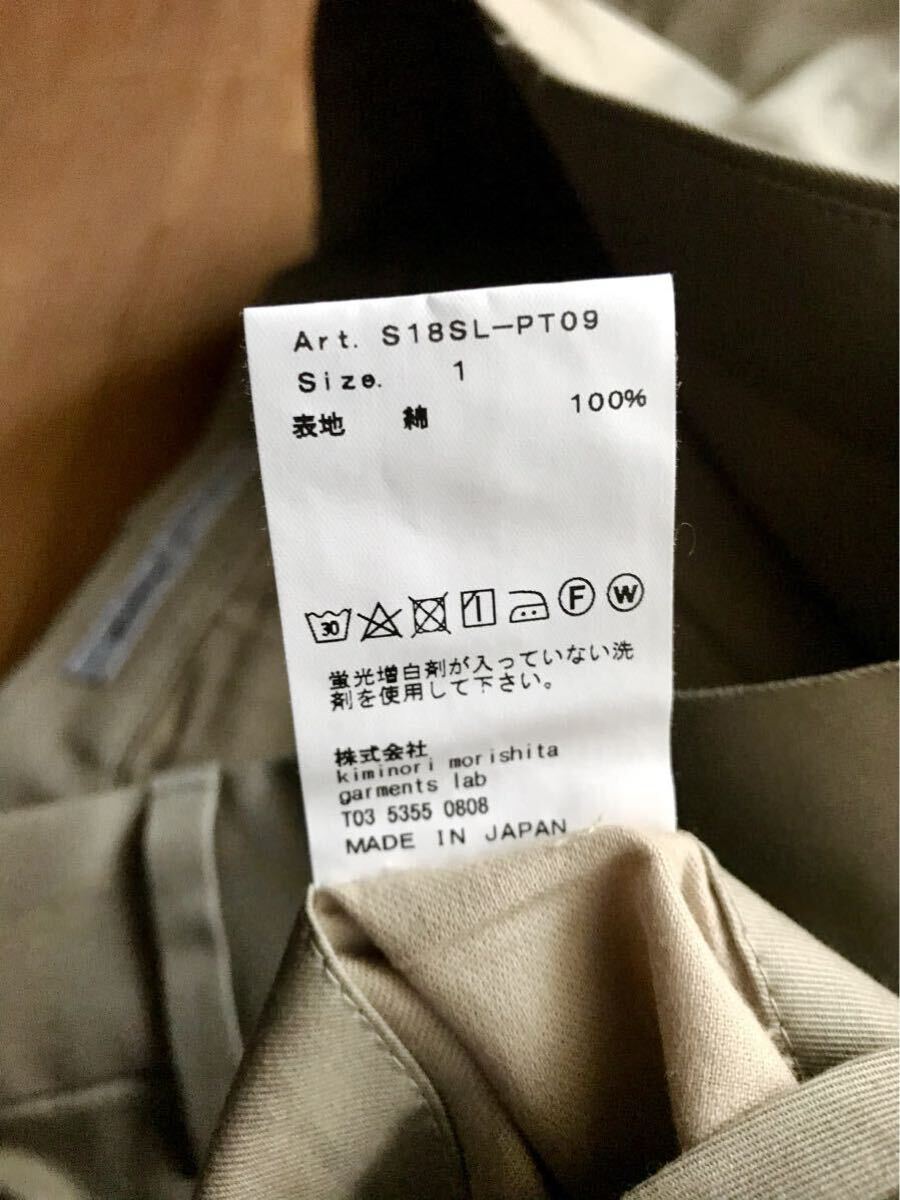 Art. S18SL-PT09
Size. 1
表地 綿 100%
30 F W
蛍光増白剤が入っていない洗
剤を使用して下さい。
株式会社
kiminori morishita
garments lab
T03 5355 0808
MADE IN JAPAN